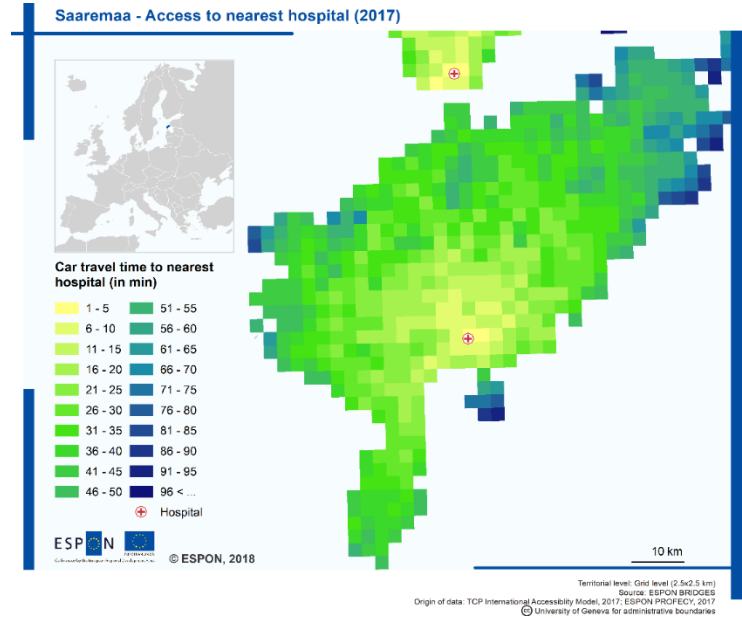 Saaremaa - Access to nearest hospital (2017)
Car travel time to nearest
hospital (in min)
1 - 5
6 - 10
11 - 15
16 - 20
21 - 25
26 - 30
31 - 35
36 - 40
41 - 45
46 - 50
51 - 55
56 - 60
61 - 65
66 - 70
71 - 75
76 - 80
81 - 85
86 - 90
91 - 95
96 < ...
Hospital
ESPON
© ESPON, 2018
10 km
Territorial level: Grid level (2.5x2.5 km)
Source: ESPON BRIDGES
Origin of data: TCP International Accessiblity Model, 2017; ESPON PROFECY, 2017
cc University of Geneva for administrative boundaries